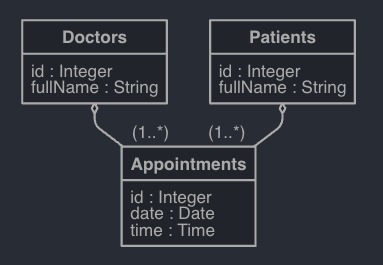 Doctors
id : Integer
fullName : String
Patients
id : Integer
fullName : String
(1..*)
(1..*)
Appointments
id : Integer
date : Date
time : Time